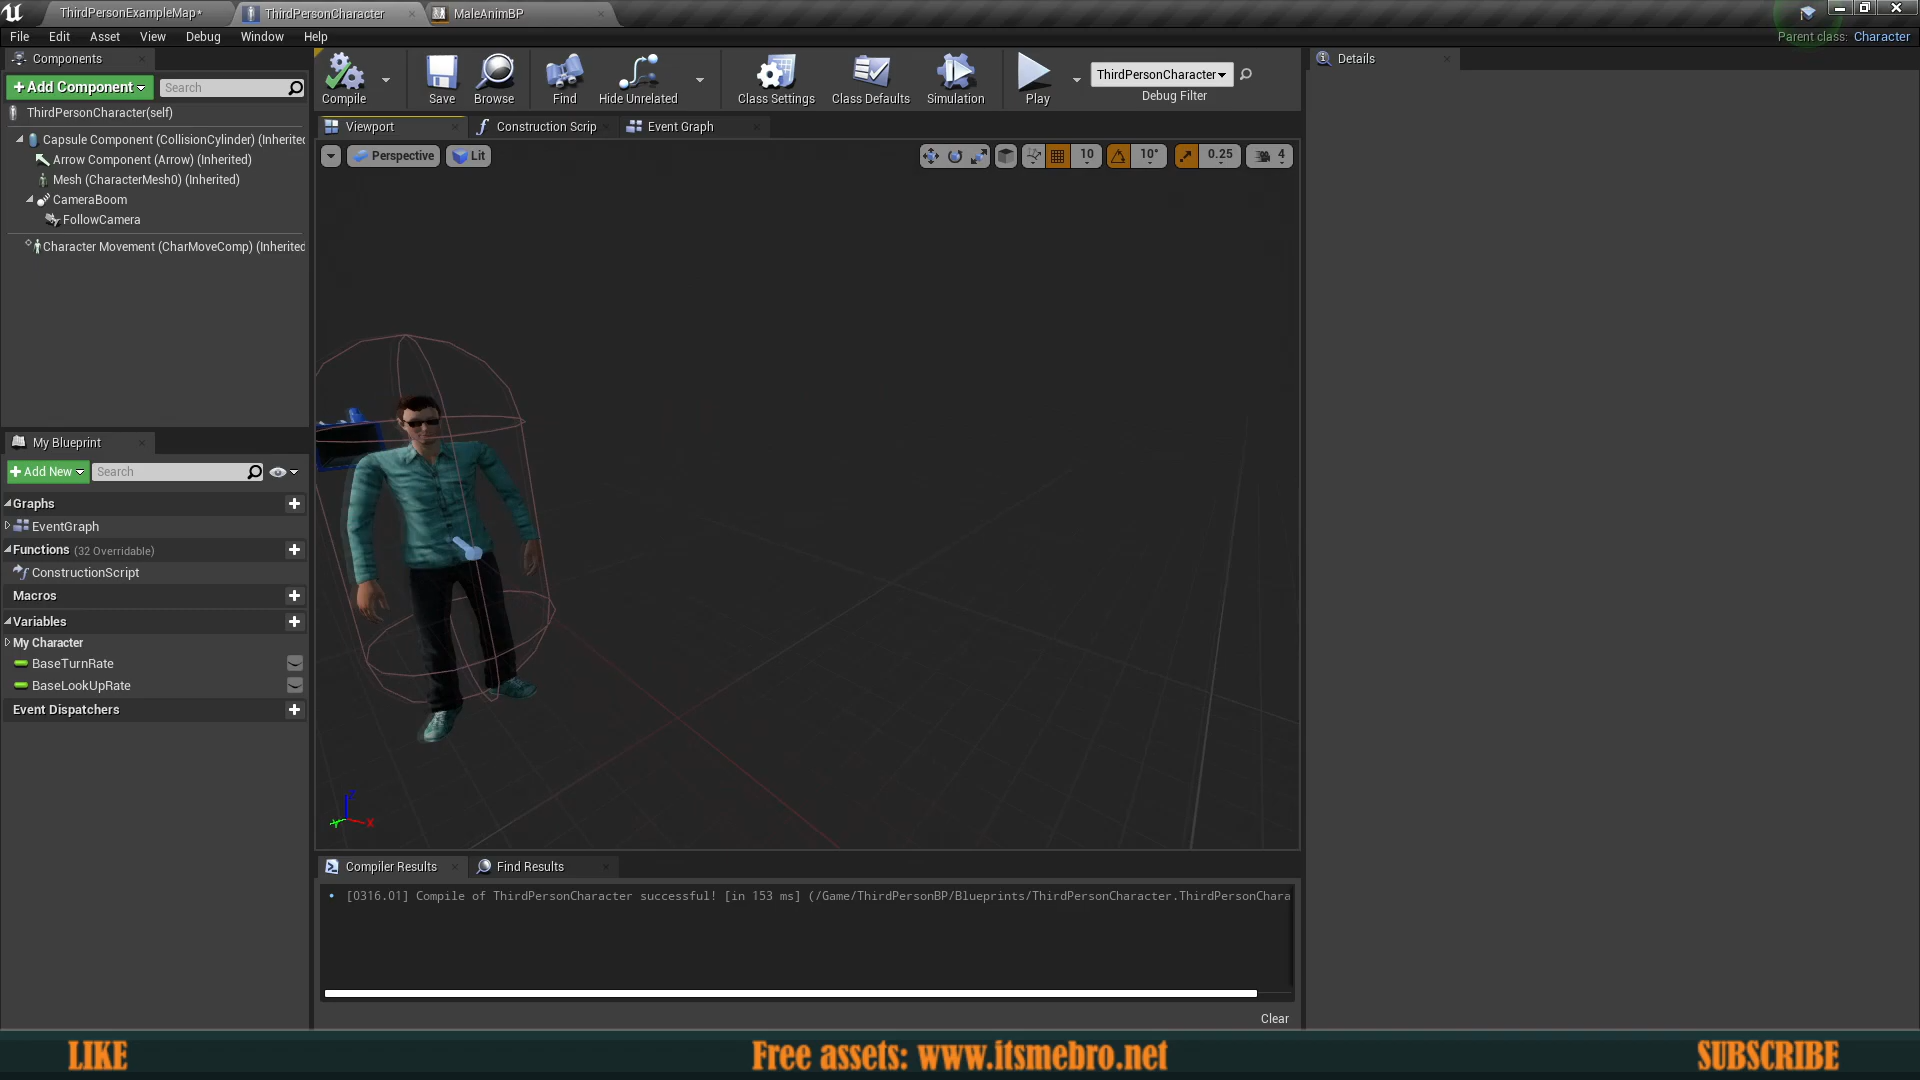 ThirdPersonExampleMap*
ThirdPersonCharacter
MaleAnimBP
File Edit Asset View Debug Window Help
Parent class: Character
Components
+Add Component
Search
ThirdPersonCharacter(self)
Capsule Component (CollisionCylinder) (Inherited
Arrow Component (Arrow) (Inherited)
Mesh (CharacterMesh0) (Inherited)
CameraBoom
FollowCamera
Character Movement (CharMoveComp) (Inherited
My Blueprint
+Add New
Search
Graphs
EventGraph
Functions (32 Overridable)
ConstructionScript
Macros
Variables
My Character
BaseTurnRate
BaseLookUpRate
Event Dispatchers
Compile
Save
Browse
Find
Hide Unrelated
Class Settings
Class Defaults
Simulation
Play
ThirdPersonCharacter
Debug Filter
Viewport
Construction Scrip
Event Graph
Perspective
Lit
10
10°
0.25
4
Z
X
Compiler Results
Find Results
[0316.01] Compile of ThirdPersonCharacter successful! [in 153 ms] (/Game/ThirdPersonBP/Blueprints/ThirdPersonCharacter.ThirdPersonChara
Clear
Details
LIKE
Free assets: www.itsmebro.net
SUBSCRIBE